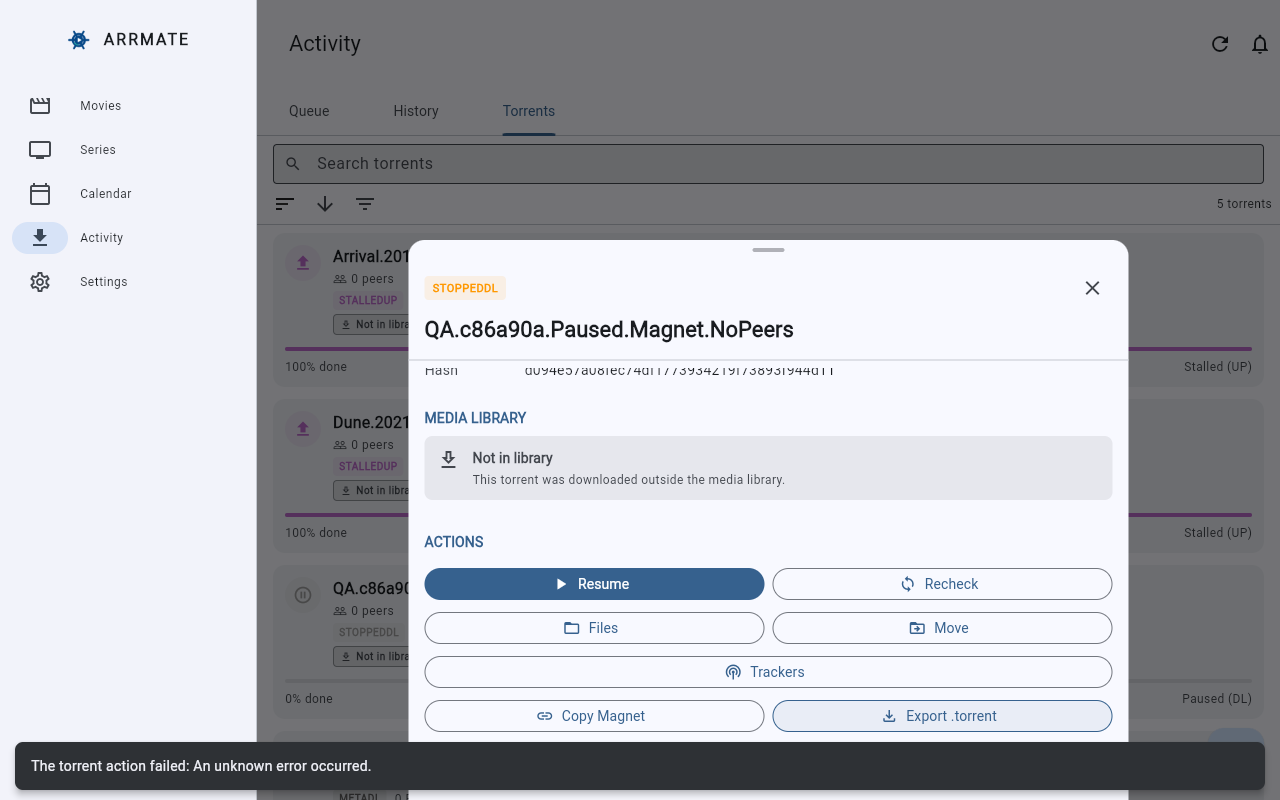 ARRMATE
Movies
Series
Calendar
Activity
Settings
Activity
Queue
History
Torrents
Search torrents
5 torrents
Arrival.201
0 peers
STALLEDUP
Not in libra
100% done
Stalled (UP)
Dune.2021
0 peers
STALLEDUP
Not in libra
100% done
Stalled (UP)
QA.c86a90
0 peers
STOPPEDDL
Not in libra
0% done
Paused (DL)
METADL
STOPPEDDL
QA.c86a90a.Paused.Magnet.NoPeers
Hash
MEDIA LIBRARY
Not in library
This torrent was downloaded outside the media library.
ACTIONS
Resume
Recheck
Files
Move
Trackers
Copy Magnet
Export .torrent
The torrent action failed: An unknown error occurred.